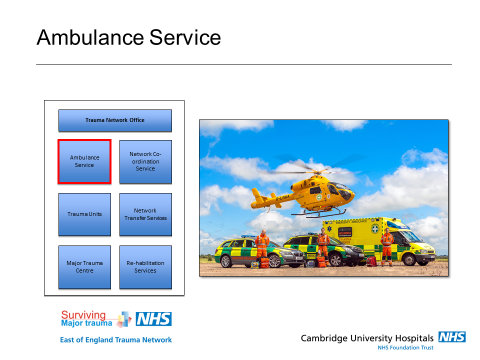 Ambulance Service
Trauma Network Office
Ambulance
Service
Network Co-
ordination
Service
Trauma Units
Network
Transfer Services
Major Trauma
Centre
Re-habilitation
Services
Surviving
Major trauma
NHS
East of England Trauma Network
Cambridge University Hospitals
NHS
NHS Foundation Trust